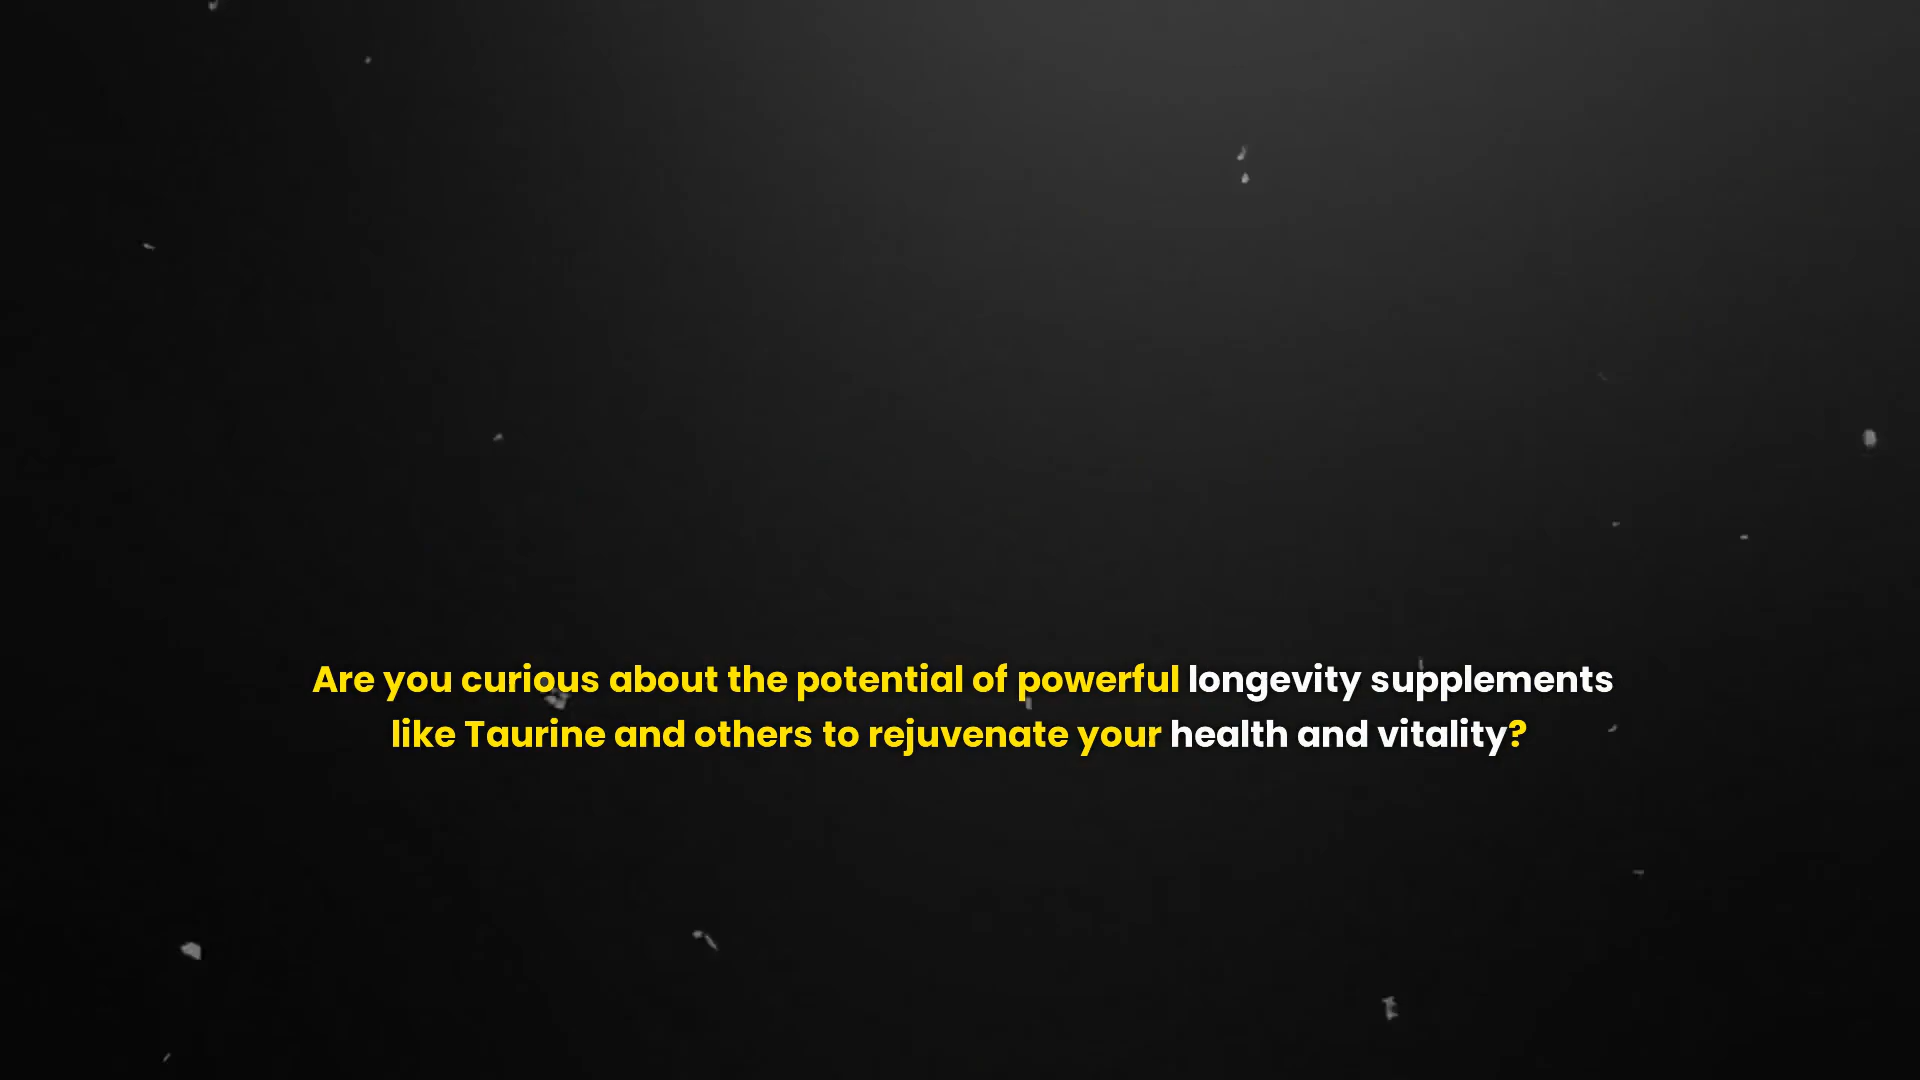 Are you curious about the potential of powerful longevity supplements
like Taurine and others to rejuvenate your health and vitality?